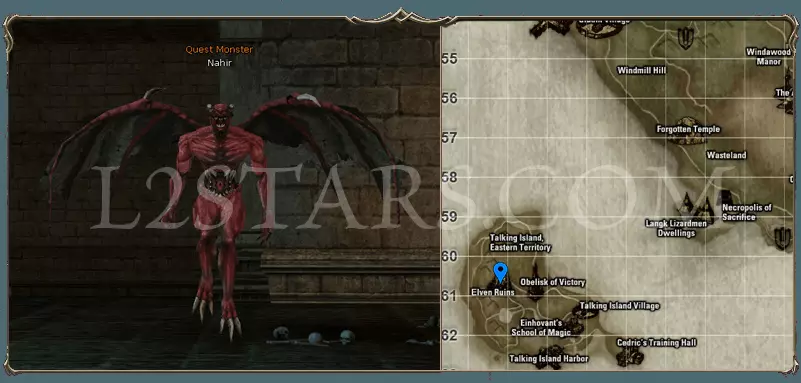 Quest Monster
Nahir
L2STARS.COM
55
56
57
58
59
60
61
62
Windmill Hill
Windawood
Manor
Forgotten Temple
Wasteland
Necropolis of
Sacrifice
Langk Lizardmen
Dwellings
Talking Island,
Eastern Territory
Elven Ruins
Obelisk of Victory
Talking Island Village
Einhovant's
School of Magic
Cedric's Training Hall
Talking Island Harbor